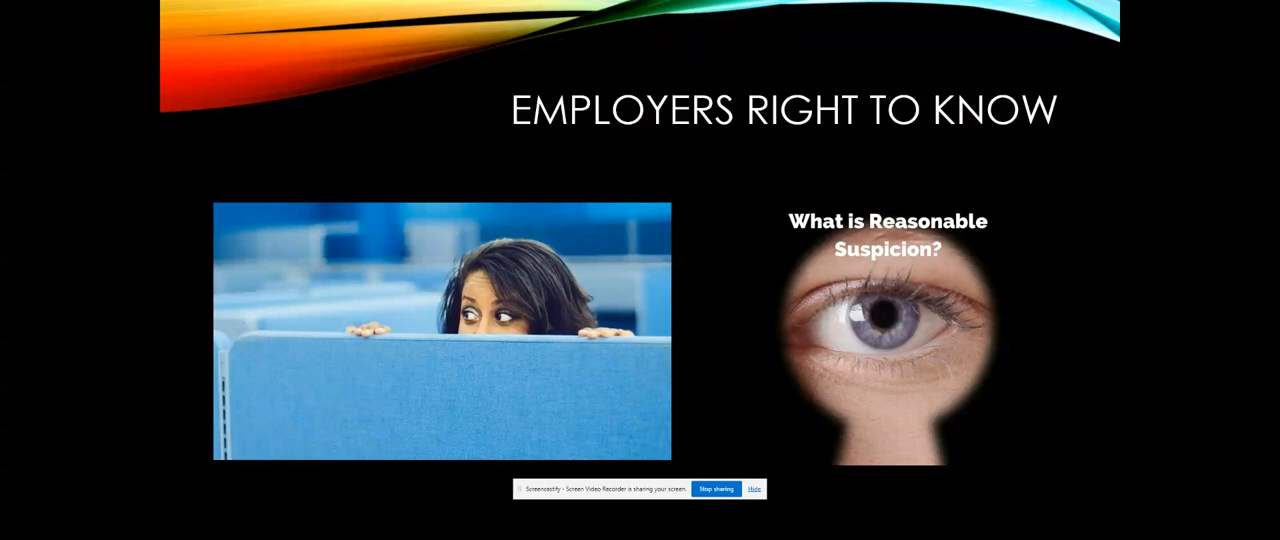 EMPLOYERS RIGHT TO KNOW
What is Reasonable
Suspicion?
Screencastify - Screen Video Recorder is sharing your screen.
Stop sharing
Hide